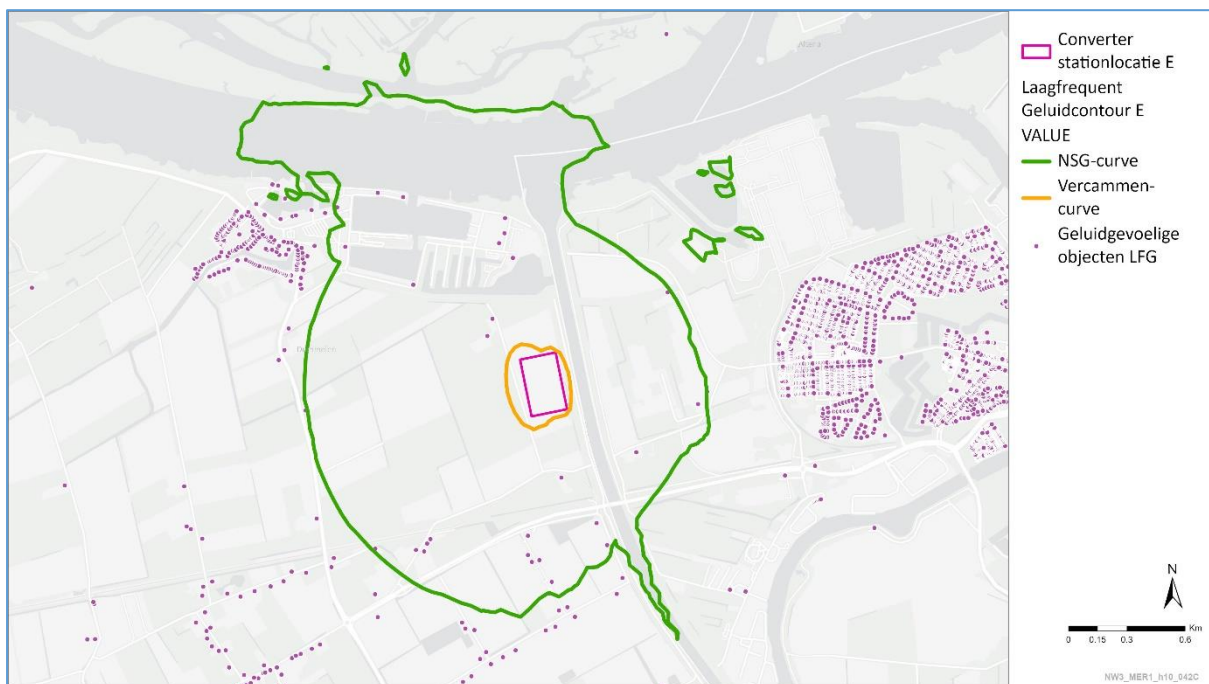 Converter
stationlocatie E
Laagfrequent
Geluidcontour E
VALUE
NSG-curve
Vercammen-
curve
Geluidgevoelige
objecten LFG
N
Km
0 0.15 0.3 0.6
NW3_MER1_h10_042C